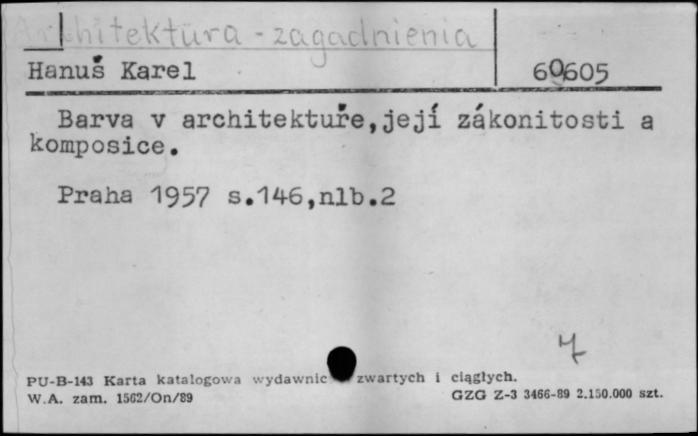 Architektura - zagadnienia
Hanuš Karel 60605
Barva v architektuře, její zákonitosti a
komposice.
Praha 1957 s.146,nlb.2
7
PU-B-143 Karta katalogowa wydawnic zwartych i ciągłych.
W.A. zam. 1562/On/89 GZG Z-3 3466-89 2.150.000 szt.